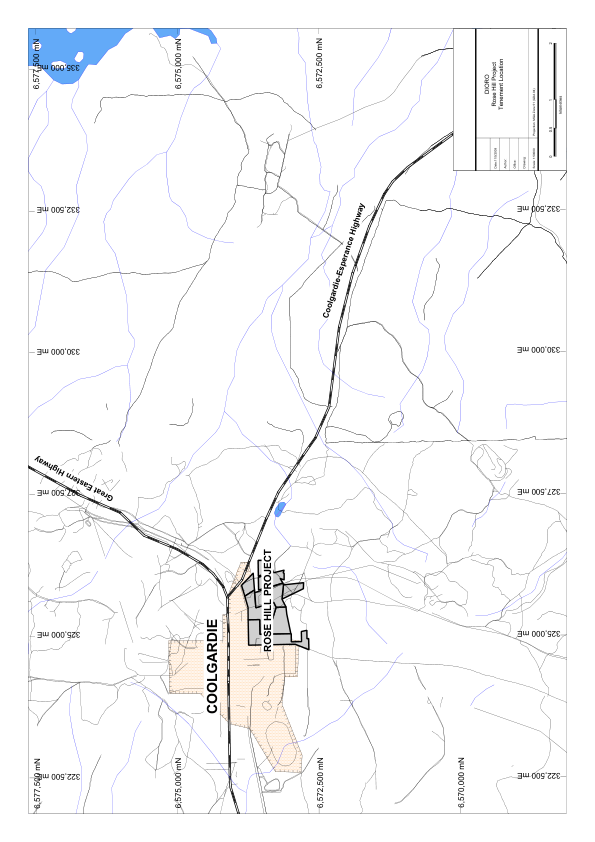 6,577,500 mN
6,575,000 mN
6,572,500 mN
335,000 mE
DIORO
Rose Hill Project
Tenement Location
332,500 mE
332,500 mE
Coolgardie-Esperance Highway
330,000 mE
330,000 mE
Great Eastern Highway
327,500 mE
327,500 mE
ROSE HILL PROJECT
COOLGARDIE
325,000 mE
325,000 mE
322,500 mE
322,500 mE
6,577,500 mN
6,575,000 mN
6,572,500 mN
6,570,000 mN